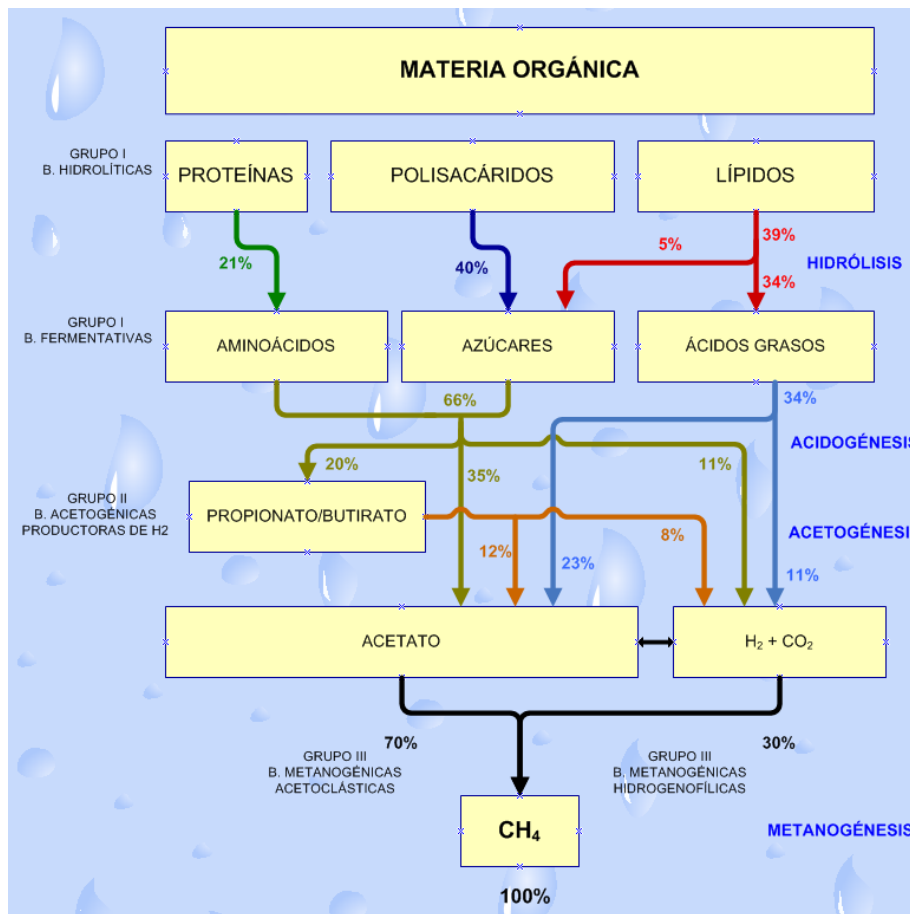 MATERIA ORGÁNICA
GRUPO I
B. HIDROLÍTICAS
PROTEÍNAS
POLISACÁRIDOS
LÍPIDOS
21%
40%
5%
39%
34%
HIDRÓLISIS
GRUPO I
B. FERMENTATIVAS
AMINOÁCIDOS
AZÚCARES
ÁCIDOS GRASOS
66%
34%
ACIDOGÉNESIS
20%
35%
11%
GRUPO II
B. ACETOGÉNICAS
PRODUCTORAS DE H2
PROPIONATO/BUTIRATO
12%
23%
8%
11%
ACETOGÉNESIS
ACETATO
H₂ + CO₂
70%
30%
GRUPO III
B. METANOGÉNICAS
ACETOCLÁSTICAS
GRUPO III
B. METANOGÉNICAS
HIDROGENOFÍLICAS
CH₄
METANOGÉNESIS
100%